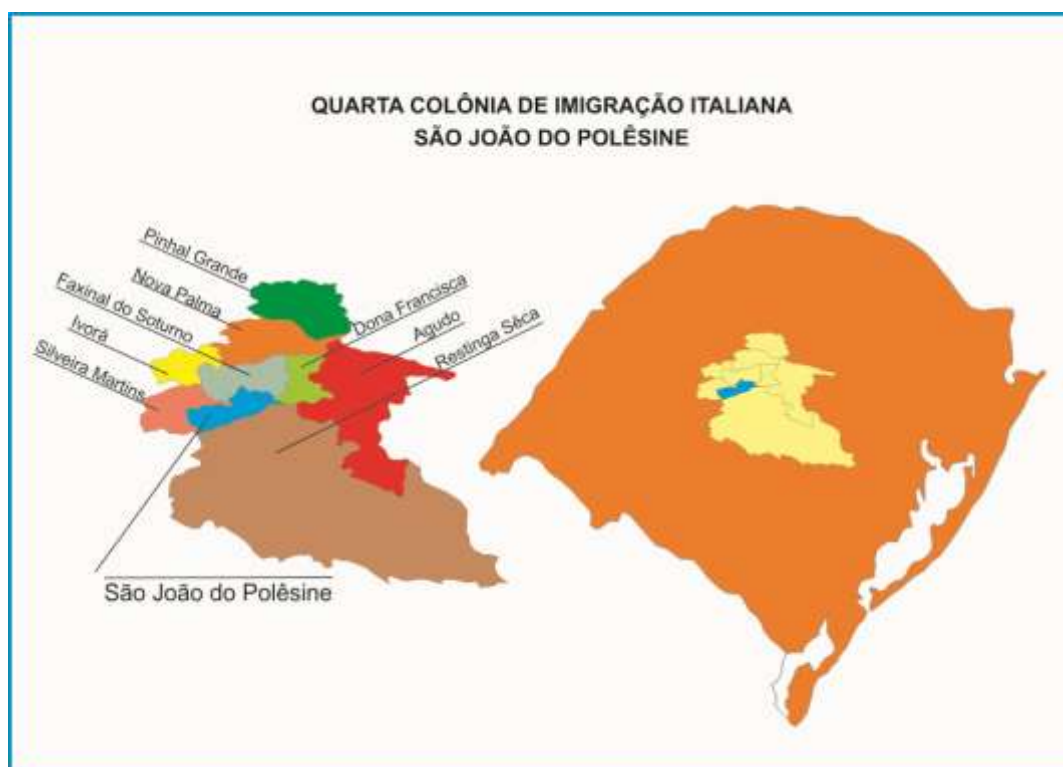 QUARTA COLÔNIA DE IMIGRAÇÃO ITALIANA
SÃO JOÃO DO POLÊSINE
Pinhal Grande
Nova Palma
Faxinal do Soturno
Ivorá
Silveira Martins
Dona Francisca
Agudo
Restinga Sêca
São João do Polêsine